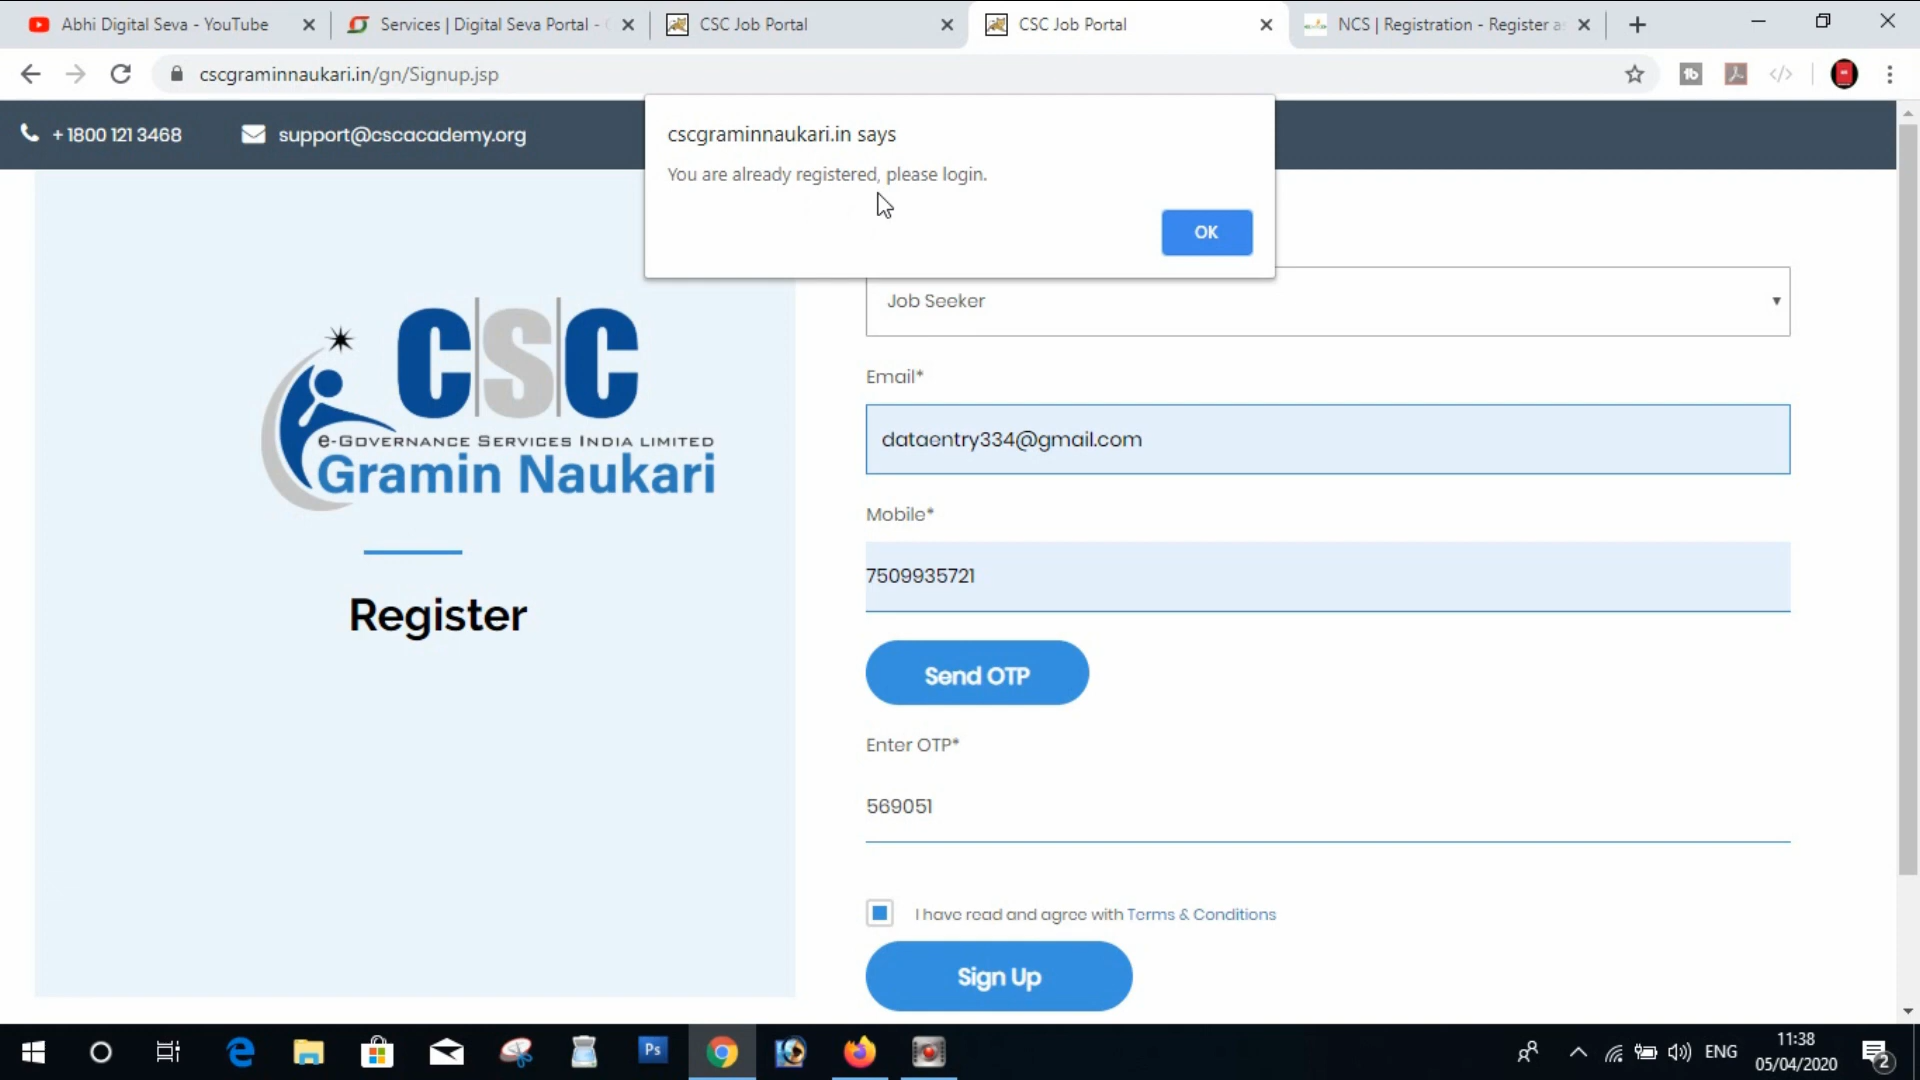 Abhi Digital Seva - YouTube
Services | Digital Seva Portal -
CSC Job Portal
CSC Job Portal
NCS | Registration - Register a
cscgraminnaukari.in/gn/Signup.jsp
+ 1800 121 3468
support@cscacademy.org
cscgraminnaukari.in says
You are already registered, please login.
OK
Job Seeker
CSC
e-GOVERNANCE SERVICES INDIA LIMITED
Gramin Naukari
Register
Email*
dataentry334@gmail.com
Mobile*
7509935721
Send OTP
Enter OTP*
569051
I have read and agree with Terms & Conditions
Sign Up
Ps
ENG
11:38
05/04/2020
2